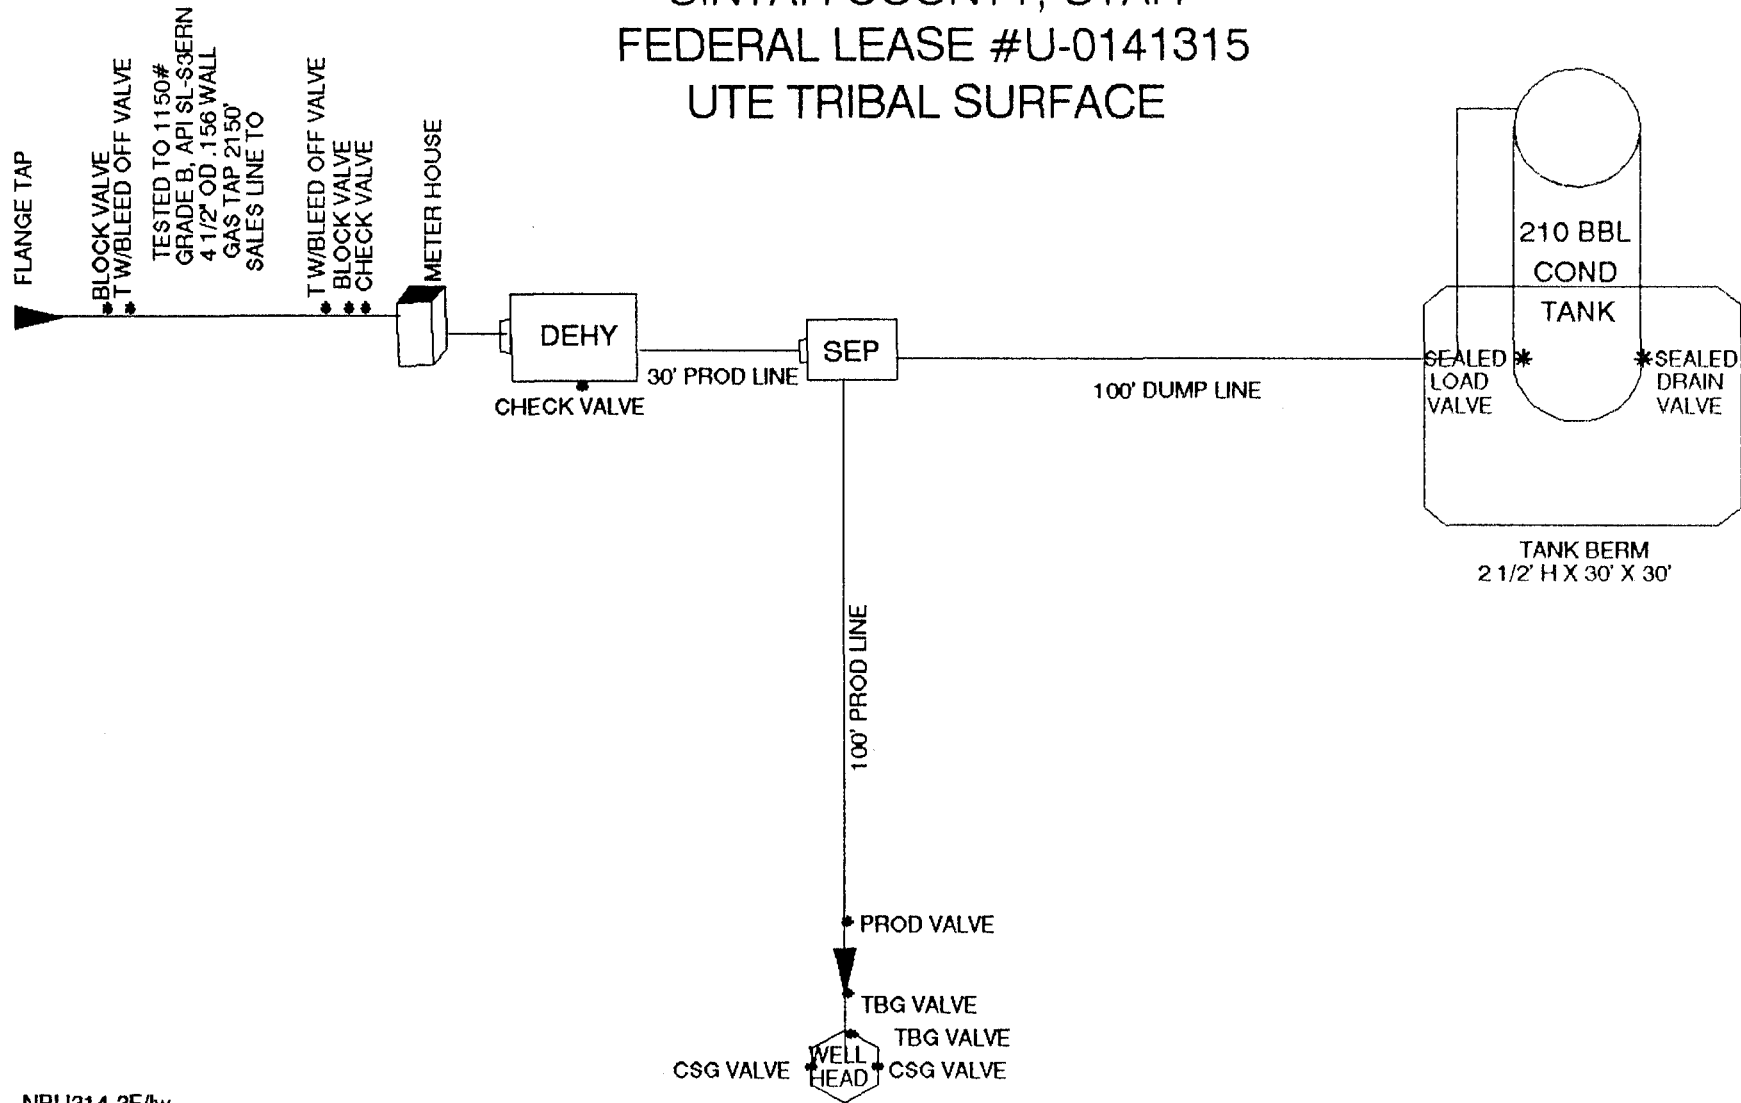 FEDERAL LEASE #U-0141315
UTE TRIBAL SURFACE
FLANGE TAP
BLOCK VALVE
T W/BLEED OFF VALVE
TESTED TO 1150#
GRADE B, API SL-S3ERN
4 1/2" OD .156 WALL
GAS TAP 2150'
SALES LINE TO
T W/BLEED OFF VALVE
BLOCK VALVE
CHECK VALVE
METER HOUSE
DEHY
CHECK VALVE
30' PROD LINE
SEP
100' DUMP LINE
210 BBL
COND
TANK
SEALED
LOAD
VALVE
SEALED
DRAIN
VALVE
TANK BERM
2 1/2' H X 30' X 30'
100' PROD LINE
PROD VALVE
TBG VALVE
TBG VALVE
CSG VALVE
WELL
HEAD
CSG VALVE